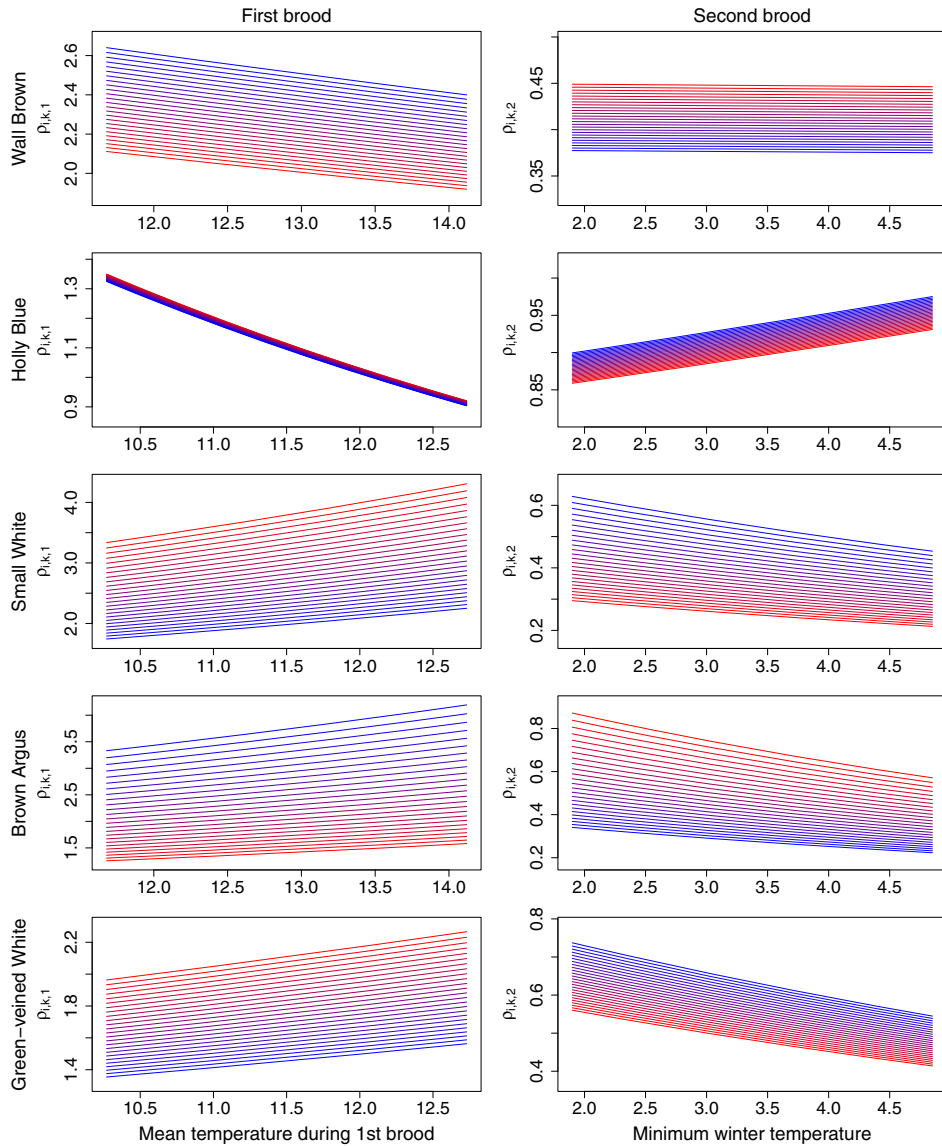 First brood
Second brood
Wall Brown
ρi,k,1
2.0 2.2 2.4 2.6
12.0 12.5 13.0 13.5 14.0
ρi,k,2
0.35 0.45
2.0 2.5 3.0 3.5 4.0 4.5
Holly Blue
ρi,k,1
0.9 1.1 1.3
10.5 11.0 11.5 12.0 12.5
ρi,k,2
0.85 0.95
2.0 2.5 3.0 3.5 4.0 4.5
Small White
ρi,k,1
2.0 3.0 4.0
10.5 11.0 11.5 12.0 12.5
ρi,k,2
0.2 0.4 0.6
2.0 2.5 3.0 3.5 4.0 4.5
Brown Argus
ρi,k,1
1.5 2.5 3.5
12.0 12.5 13.0 13.5 14.0
ρi,k,2
0.2 0.4 0.6 0.8
2.0 2.5 3.0 3.5 4.0 4.5
Green−veined White
ρi,k,1
1.4 1.8 2.2
10.5 11.0 11.5 12.0 12.5
Mean temperature during 1st brood
ρi,k,2
0.4 0.6 0.8
2.0 2.5 3.0 3.5 4.0 4.5
Minimum winter temperature